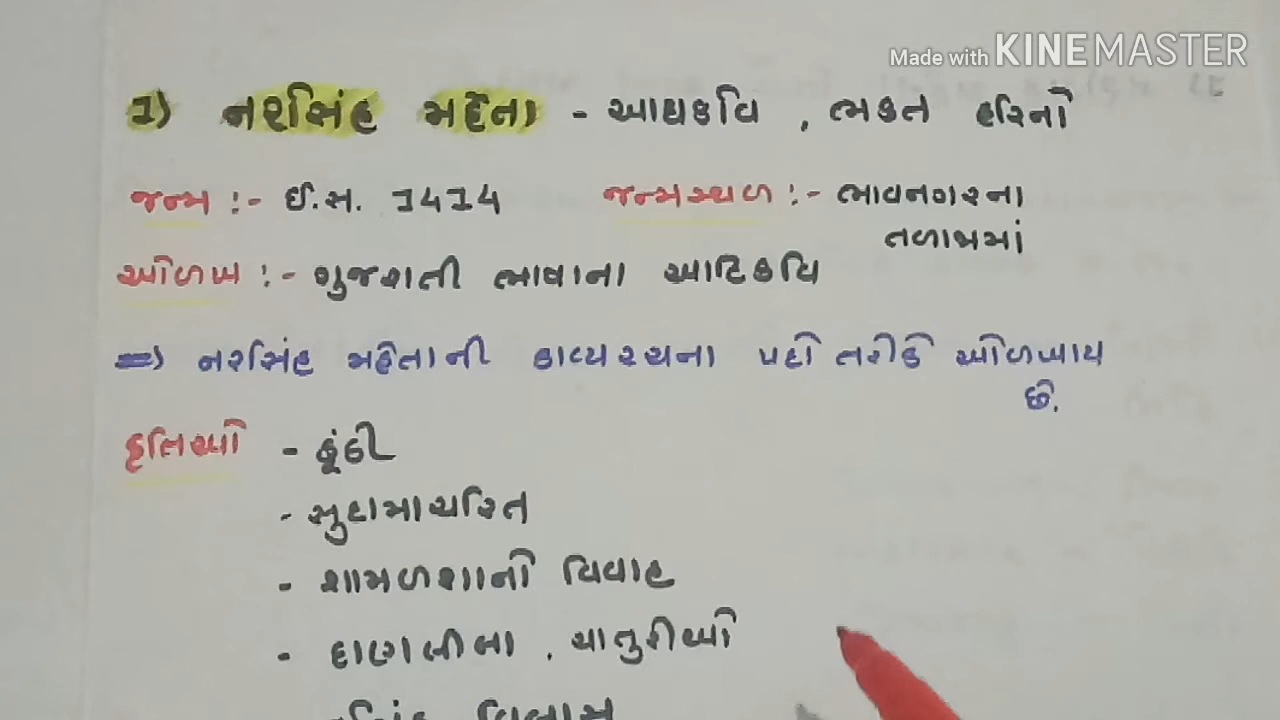 Made with KINEMASTER
1) નરસિંહ મહેતા - આદ્યકવિ , ભકત હરિનો
જન્મ :- ઈ.સ. 1414 જન્મસ્થળ :- ભાવનગરના
તળાજામાં
ઓળખ :- ગુજરાતી ભાષાના આદિકવિ
=> નરસિંહ મહેતાની કાવ્યરચના પદો તરીકે ઓળખાય
છે.
કૃતિઓ - હૂંડી
- સુદામાચરિત
- શામળશાનો વિવાહ
- દાણલીલા , ચાતુરીઓ
વિલાસ